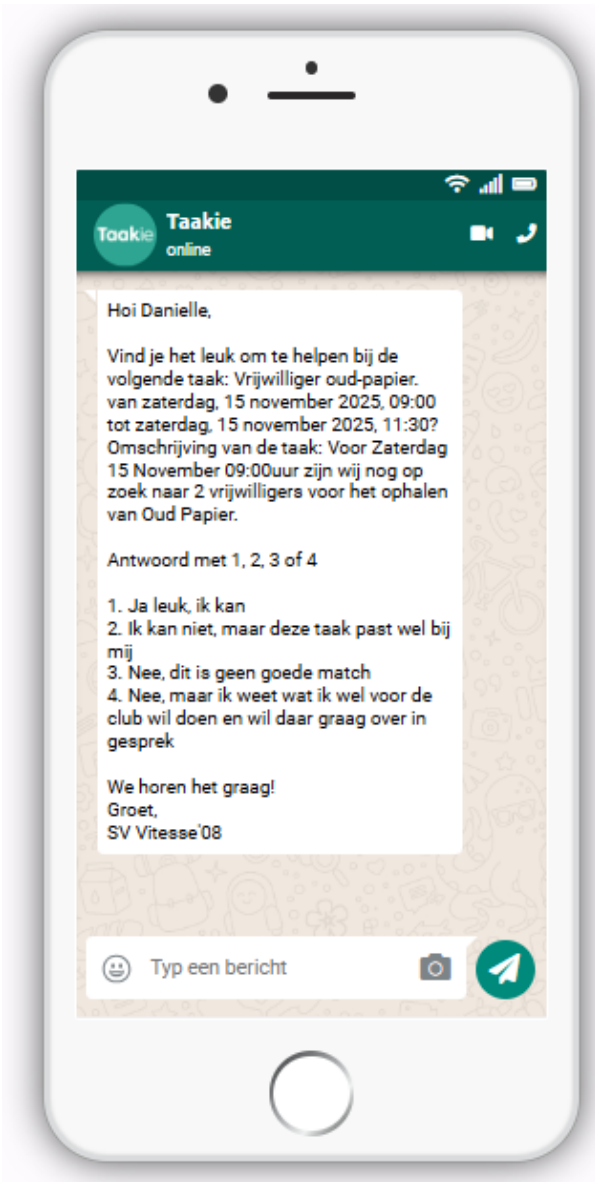 Taakie
Taakie
online
Hoi Danielle,
Vind je het leuk om te helpen bij de
volgende taak: Vrijwilliger oud-papier.
van zaterdag, 15 november 2025, 09:00
tot zaterdag, 15 november 2025, 11:30?
Omschrijving van de taak: Voor Zaterdag
15 November 09:00uur zijn wij nog op
zoek naar 2 vrijwilligers voor het ophalen
van Oud Papier.
Antwoord met 1, 2, 3 of 4
1. Ja leuk, ik kan
2. Ik kan niet, maar deze taak past wel bij
mij
3. Nee, dit is geen goede match
4. Nee, maar ik weet wat ik wel voor de
club wil doen en wil daar graag over in
gesprek
We horen het graag!
Groet,
SV Vitesse'08
Typ een bericht